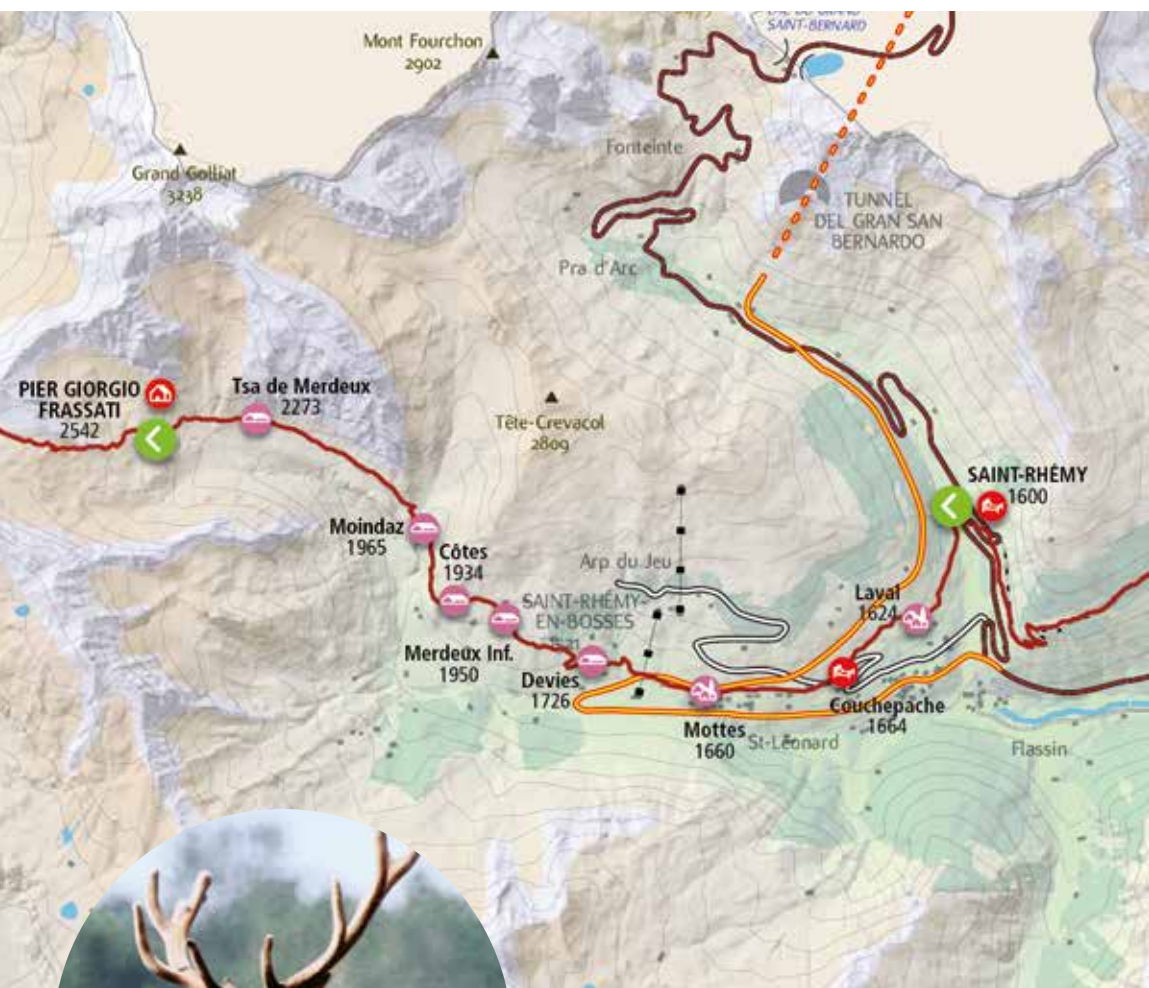 SAINT-BERNARD
Mont Fourchon
2902
Fonteinte
Grand Golliat
3238
TUNNEL
DEL GRAN SAN
BERNARDO
Pra d'Arc
PIER GIORGIO
FRASSATI
2542
Tsa de Merdeux
2273
Tête-Crevacol
2809
SAINT-RHÉMY
1600
Moindaz
1965
Côtes
1934
Arp du Jeu
SAINT-RHÉMY-
EN-BOSSES
Laval
1624
Merdeux Inf.
1950
Devies
1726
Mottes
1660
Couchepache
1664
St-Léonard
Flassin